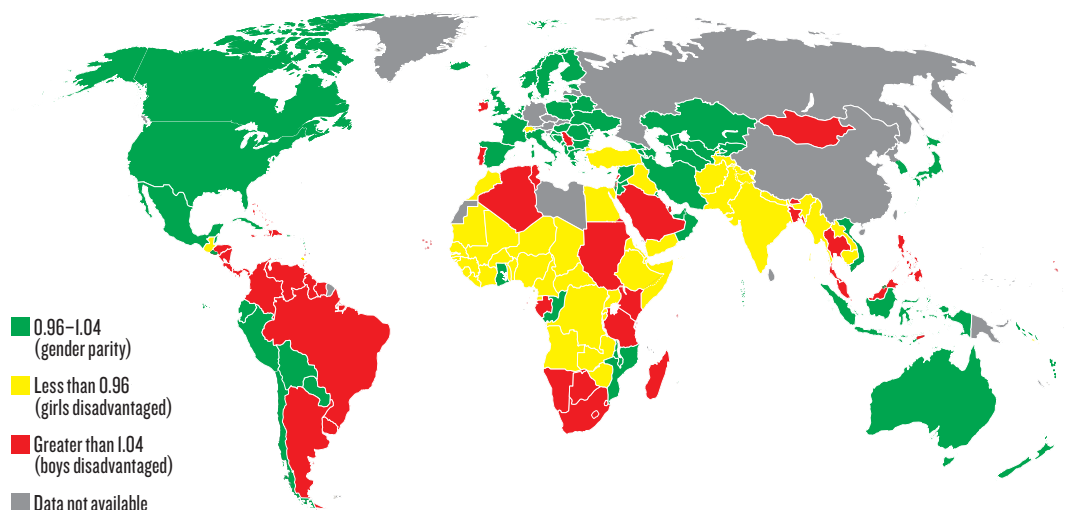 0.96–1.04
(gender parity)
Less than 0.96
(girls disadvantaged)
Greater than 1.04
(boys disadvantaged)
Data not available